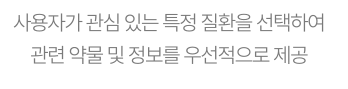 사용자가 관심 있는 특정 질환을 선택하여
관련 약물 및 정보를 우선적으로 제공